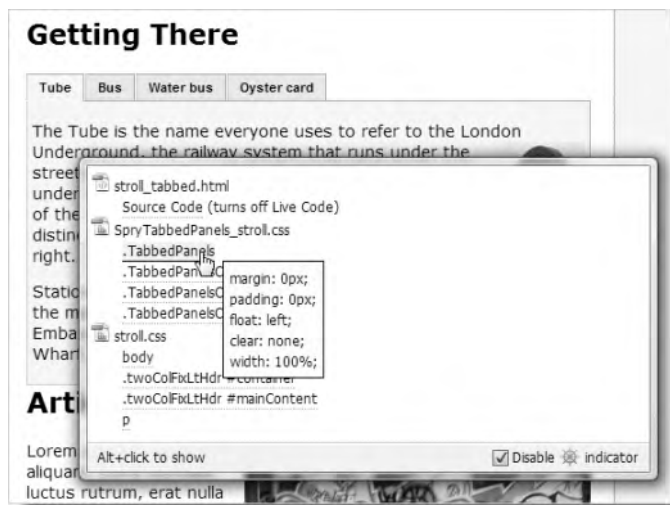 Getting There
Tube Bus Water bus Oyster card
The Tube is the name everyone uses to refer to the London
Underground, the railway system that runs under the
street
under
of the
distin
right.
Static
the m
Emba
Wharf
stroll_tabbed.html
Source Code (turns off Live Code)
SpryTabbedPanels_stroll.css
.TabbedPanels
.TabbedPan
.TabbedPanelsC
.TabbedPanelsC
margin: 0px;
padding: 0px;
float: left;
clear: none;
width: 100%;
stroll.css
body
.twoColFixLtHdr #container
.twoColFixLtHdr #mainContent
p
Alt+click to show
Disable indicator
Arti
Lorem
aliquar
luctus rutrum, erat nulla